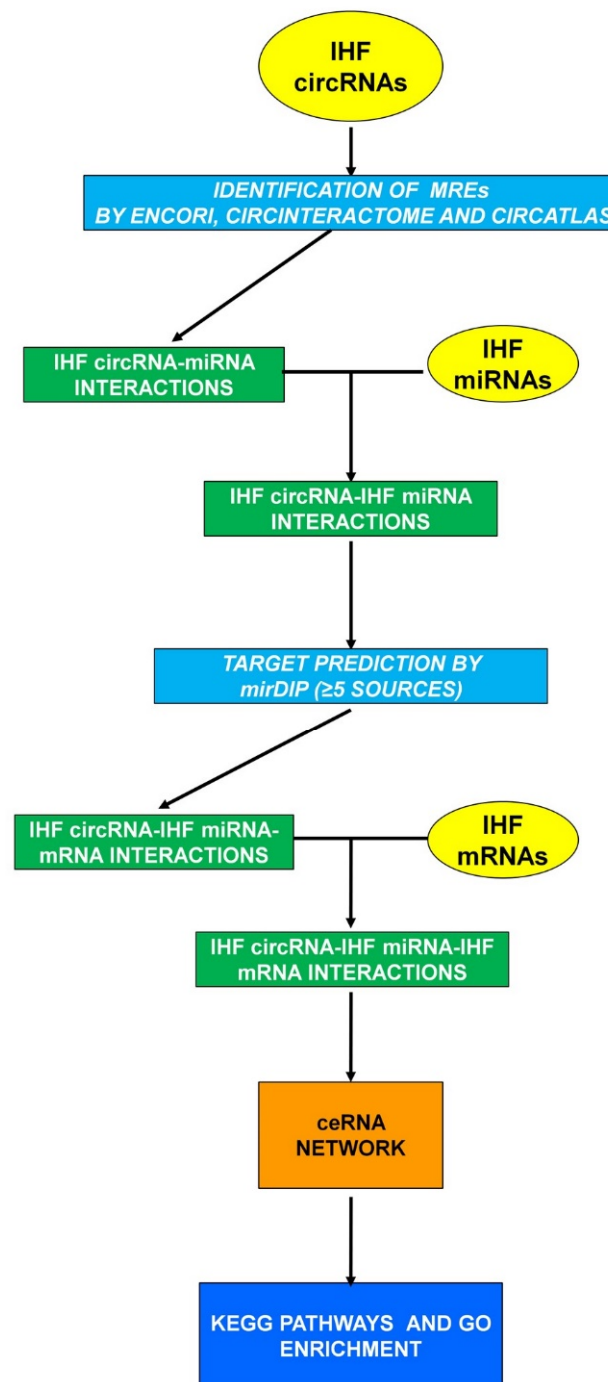 IHF
circRNAs
IDENTIFICATION OF MREs
BY ENCORI, CIRCINTERACTOME AND CIRCATLAS
IHF circRNA-miRNA
INTERACTIONS
IHF
miRNAs
IHF circRNA-IHF miRNA
INTERACTIONS
TARGET PREDICTION BY
mirDIP (≥5 SOURCES)
IHF circRNA-IHF miRNA-
mRNA INTERACTIONS
IHF
mRNAs
IHF circRNA-IHF miRNA-IHF
mRNA INTERACTIONS
ceRNA
NETWORK
KEGG PATHWAYS AND GO
ENRICHMENT